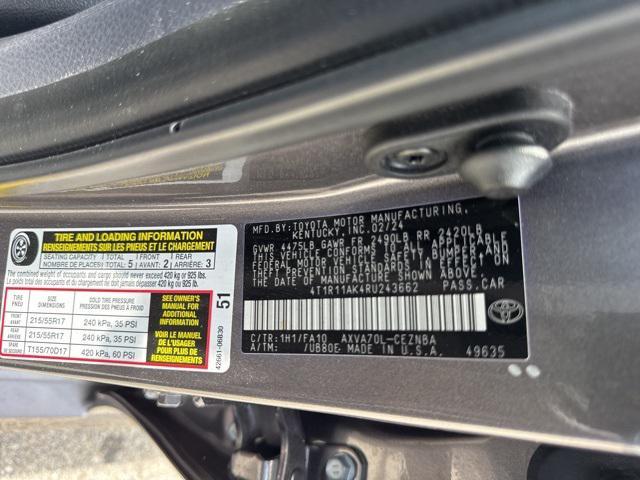 TIRE AND LOADING INFORMATION
RENSEIGNEMENTS SUR LES PNEUS ET LE CHARGEMENT
SEATING CAPACITY TOTAL FRONT REAR
NOMBRE DE PLACES TOTAL 5 AVANT 2 ARRIÈRE 3
The combined weight of occupants and cargo should never exceed 420 kg or 925 lbs.
Le poids total des occupants et du chargement ne doit jamais dépasser 420 kg ou 925 lb.
TIRE PNEU
SIZE DIMENSIONS
COLD TIRE PRESSURE
PRESSION DES PNEUS À FROID
FRONT AVANT 215/55R17 240 kPa, 35 PSI
REAR ARRIÈRE 215/55R17 240 kPa, 35 PSI
SPARE DE SECOURS T155/70D17 420 kPa, 60 PSI
SEE OWNER'S
MANUAL FOR
ADDITIONAL
INFORMATION
VOIR LE MANUEL
DE L'USAGER
POUR PLUS DE
RENSEIGNEMENTS
51
42661-06B30
MFD.BY:TOYOTA MOTOR MANUFACTURING,
KENTUCKY,INC.02/24
GVWR 4475LB GAWR FR 2490LB RR 2420LB
THIS VEHICLE CONFORMS TO ALL APPLICABLE
FEDERAL MOTOR VEHICLE SAFETY, BUMPER, AND
THEFT PREVENTION STANDARDS IN EFFECT ON
THE DATE OF MANUFACTURE SHOWN ABOVE.
4T1R11AK4RU243662 PASS.CAR
C/TR:1H1/FA10 AXVA70L-CEZNBA
A/TM: /UB80E MADE IN U.S.A. 49635